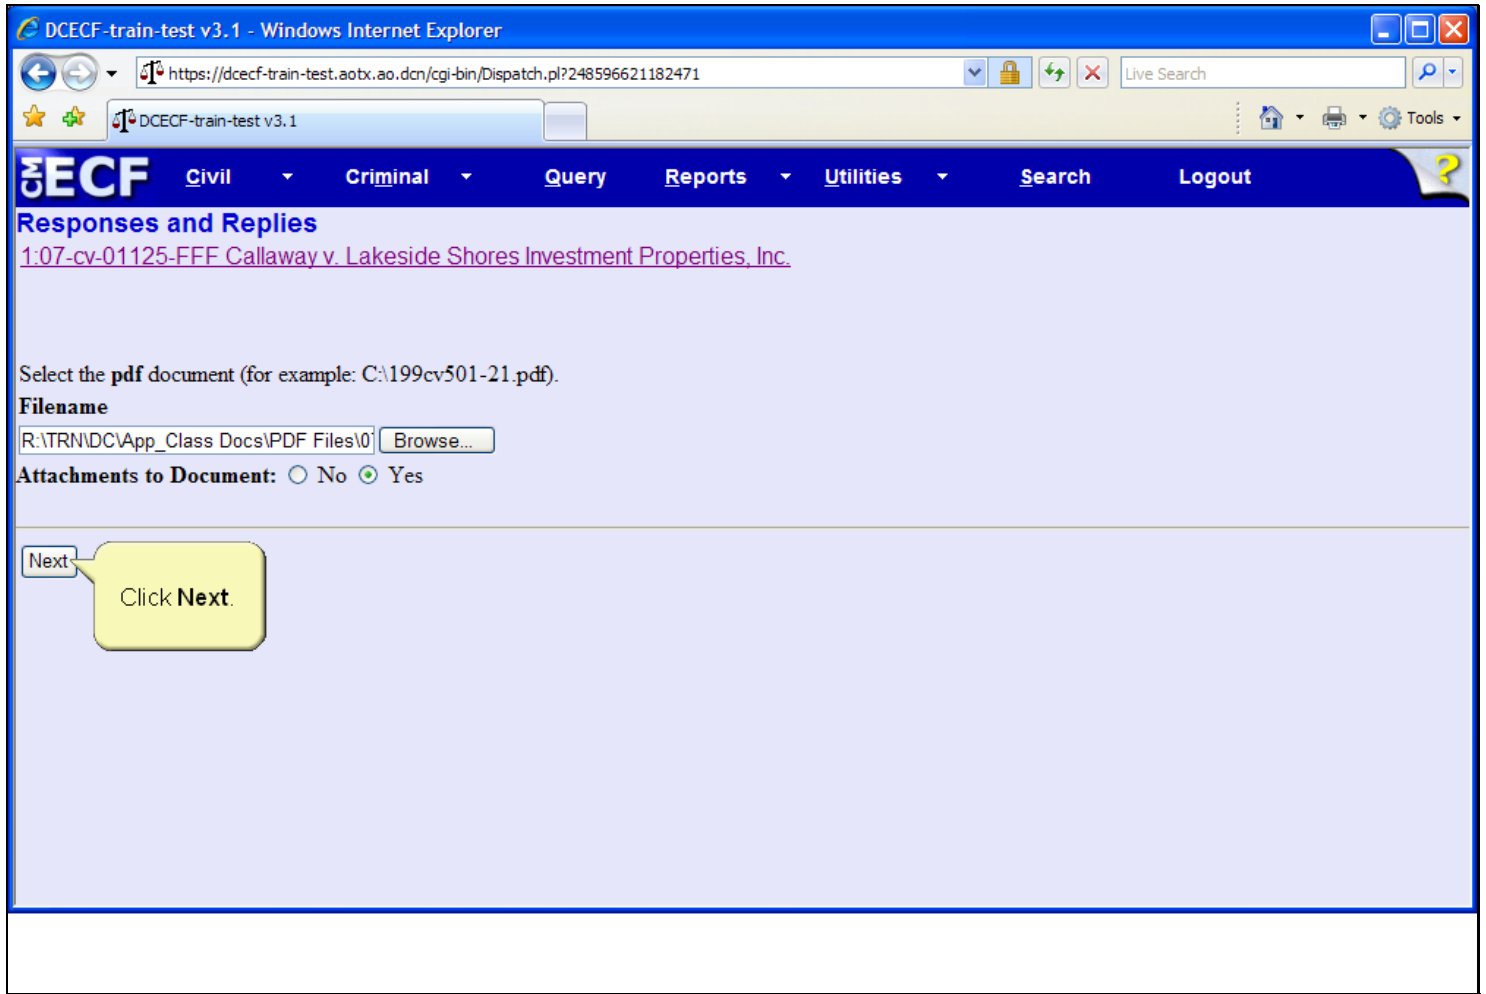 DCECF-train-test v3.1 - Windows Internet Explorer
https://dcecf-train-test.aotx.ao.dcn/cgi-bin/Dispatch.pl?248596621182471
Live Search
DCECF-train-test v3.1
Tools
CM ECF Civil Criminal Query Reports Utilities Search Logout ?
Responses and Replies
1:07-cv-01125-FFF Callaway v. Lakeside Shores Investment Properties, Inc.
Select the pdf document (for example: C:\199cv501-21.pdf).
Filename
R:\TRN\DC\App_Class Docs\PDF Files\07 Browse...
Attachments to Document: No Yes
Next
Click Next.